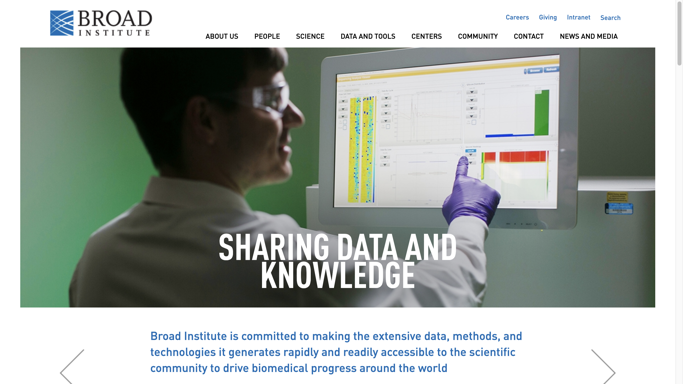 BROAD
INSTITUTE
Careers Giving Intranet Search
ABOUT US PEOPLE SCIENCE DATA AND TOOLS CENTERS COMMUNITY CONTACT NEWS AND MEDIA
SHARING DATA AND
KNOWLEDGE
Broad Institute is committed to making the extensive data, methods, and
technologies it generates rapidly and readily accessible to the scientific
community to drive biomedical progress around the world